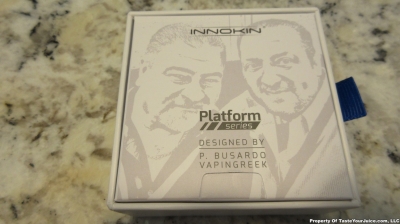 INNOKIN
Platform
series
DESIGNED BY
P. BUSARDO
VAPINGREEK
Property Of TasteYourJuice.com, LLC